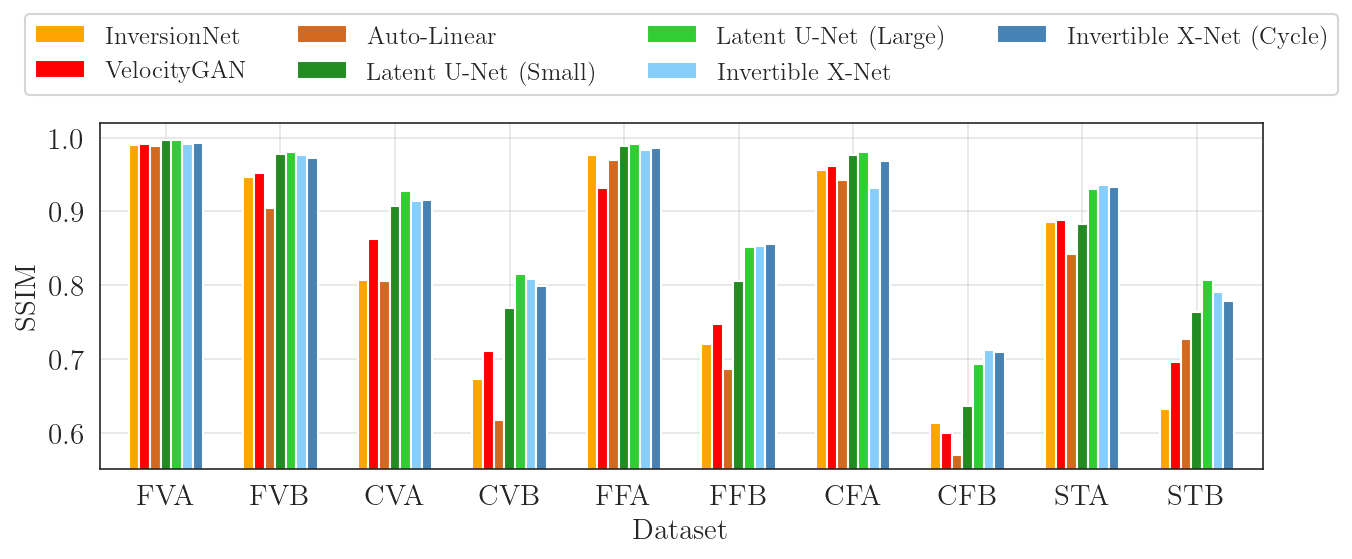 InversionNet
VelocityGAN
Auto-Linear
Latent U-Net (Small)
Latent U-Net (Large)
Invertible X-Net
Invertible X-Net (Cycle)
1.0
0.9
0.8
0.7
0.6
SSIM
FVA FVB CVA CVB FFA FFB CFA CFB STA STB
Dataset